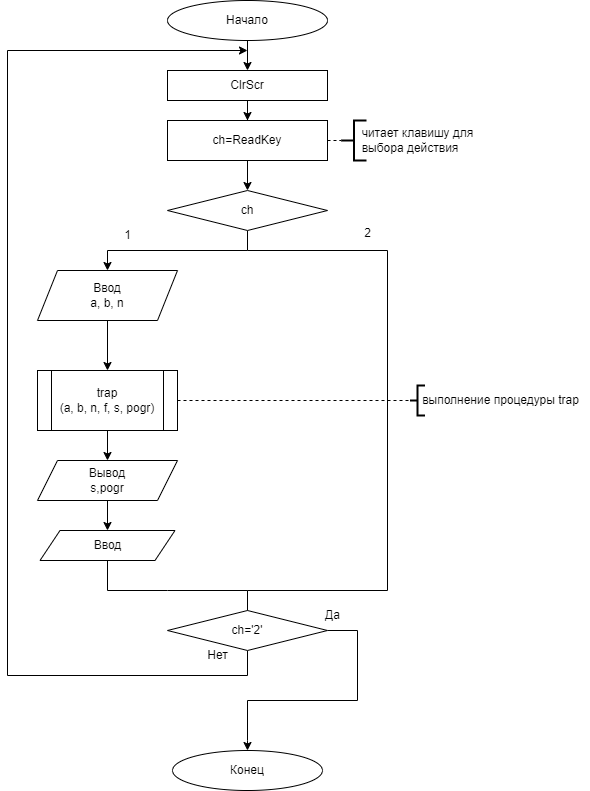 Начало
ClrScr
ch=ReadKey
читает клавишу для
выбора действия
ch
1
2
Ввод
a, b, n
trap
(a, b, n, f, s, pogr)
выполнение процедуры trap
Вывод
s,pogr
Ввод
ch='2'
Да
Нет
Конец